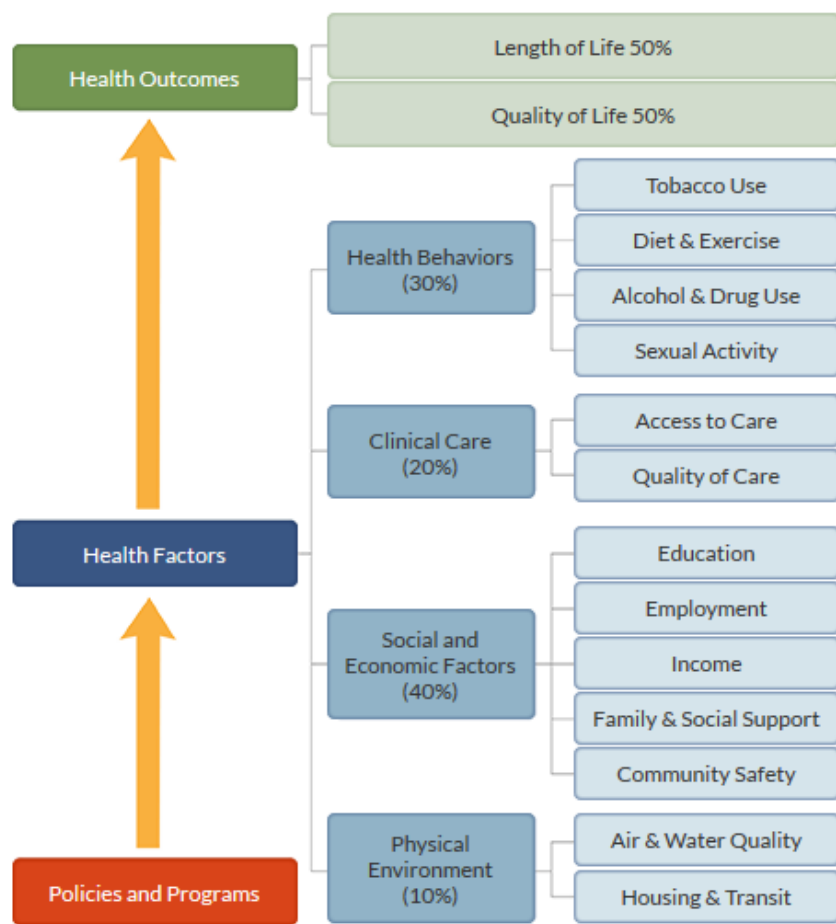 Health Outcomes
Length of Life 50%
Quality of Life 50%
Health Factors
Health Behaviors
(30%)
Tobacco Use
Diet & Exercise
Alcohol & Drug Use
Sexual Activity
Clinical Care
(20%)
Access to Care
Quality of Care
Social and
Economic Factors
(40%)
Education
Employment
Income
Family & Social Support
Community Safety
Physical
Environment
(10%)
Air & Water Quality
Housing & Transit
Policies and Programs